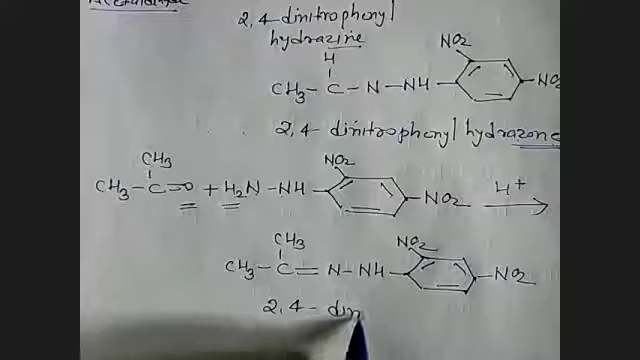 2,4-dinitrophenyl
hydrazine
H NO2
CH3 - C - N - NH - NO2
2,4- dinitrophenyl hydrazone
CH3 NO2
CH3 - C = O + H2N - NH - - NO2 H+
CH3 NO2
CH3 - C = N - NH - - NO2
2,4- din